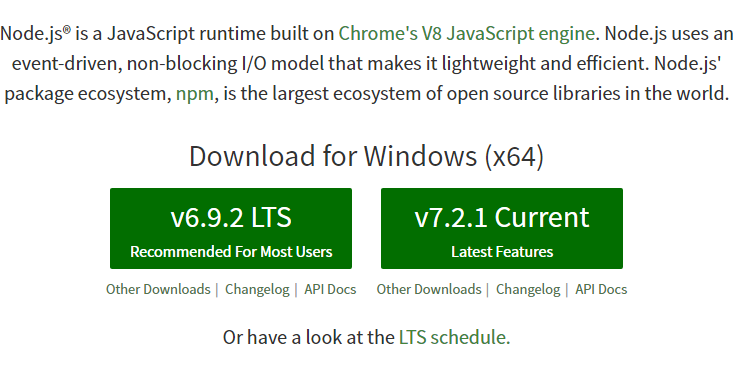 Node.js® is a JavaScript runtime built on Chrome's V8 JavaScript engine. Node.js uses an
event-driven, non-blocking I/O model that makes it lightweight and efficient. Node.js'
package ecosystem, npm, is the largest ecosystem of open source libraries in the world.
Download for Windows (x64)
v6.9.2 LTS
Recommended For Most Users
v7.2.1 Current
Latest Features
Other Downloads | Changelog | API Docs
Other Downloads | Changelog | API Docs
Or have a look at the LTS schedule.